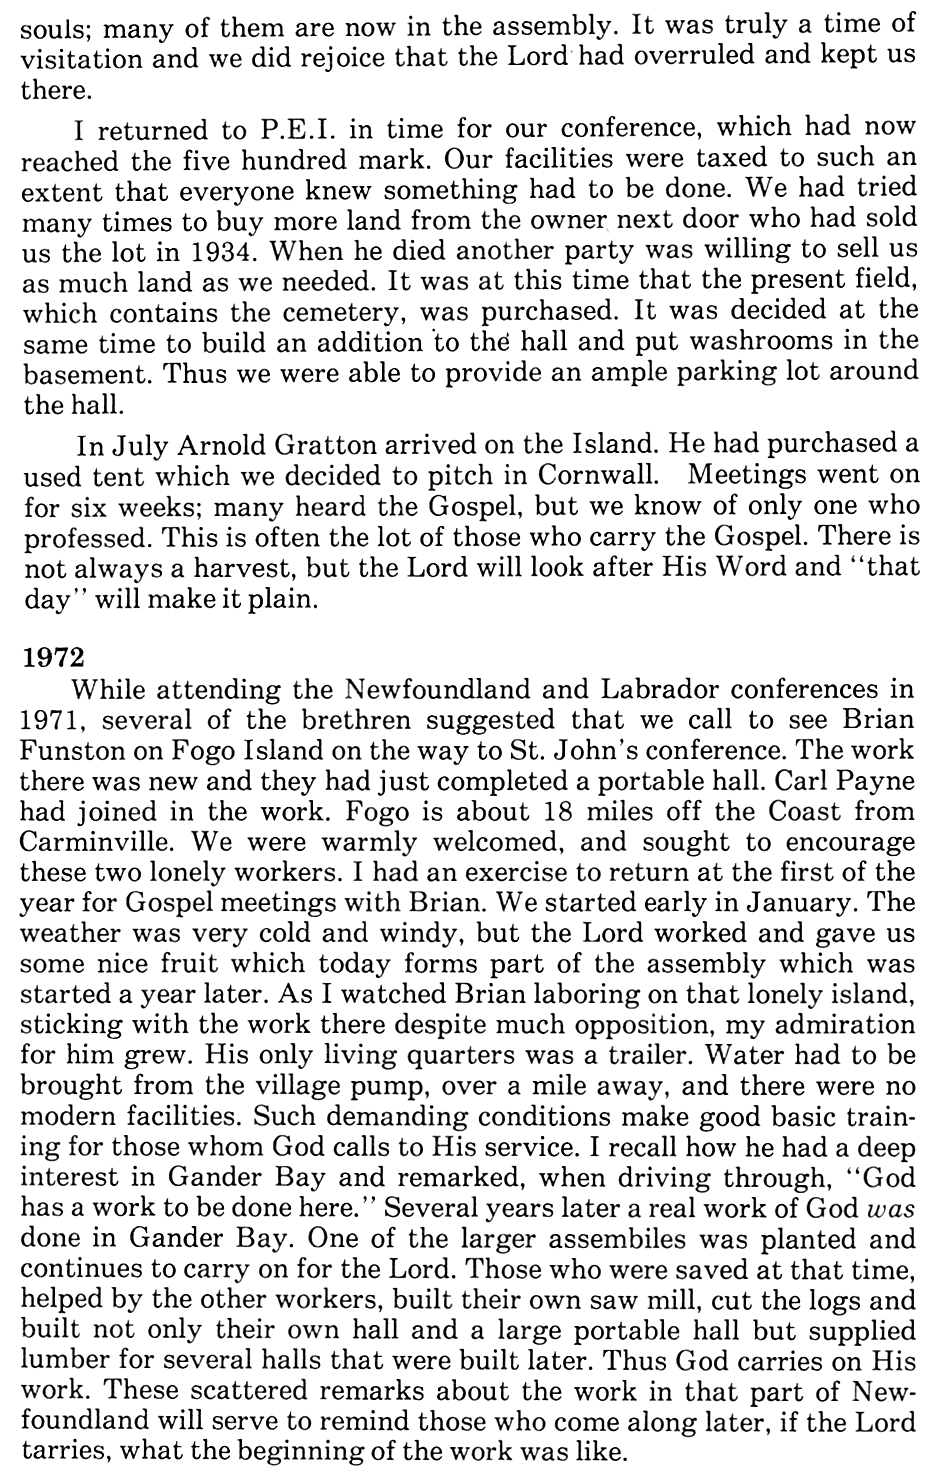 souls; many of them are now in the assembly. It was truly a time of
visitation and we did rejoice that the Lord had overruled and kept us
there.
I returned to P.E.I. in time for our conference, which had now
reached the five hundred mark. Our facilities were taxed to such an
extent that everyone knew something had to be done. We had tried
many times to buy more land from the owner next door who had sold
us the lot in 1934. When he died another party was willing to sell us
as much land as we needed. It was at this time that the present field,
which contains the cemetery, was purchased. It was decided at the
same time to build an addition to the hall and put washrooms in the
basement. Thus we were able to provide an ample parking lot around
the hall.
In July Arnold Gratton arrived on the Island. He had purchased a
used tent which we decided to pitch in Cornwall. Meetings went on
for six weeks; many heard the Gospel, but we know of only one who
professed. This is often the lot of those who carry the Gospel. There is
not always a harvest, but the Lord will look after His Word and ‘‘that
day’’ will make it plain.
1972
While attending the Newfoundland and Labrador conferences in
1971, several of the brethren suggested that we call to see Brian
Funston on Fogo Island on the way to St. John’s conference. The work
there was new and they had just completed a portable hall. Carl Payne
had joined in the work. Fogo is about 18 miles off the Coast from
Carminville. We were warmly welcomed, and sought to encourage
these two lonely workers. I had an exercise to return at the first of the
year for Gospel meetings with Brian. We started early in January. The
weather was very cold and windy, but the Lord worked and gave us
some nice fruit which today forms part of the assembly which was
started a year later. As I watched Brian laboring on that lonely island,
sticking with the work there despite much opposition, my admiration
for him grew. His only living quarters was a trailer. Water had to be
brought from the village pump, over a mile away, and there were no
modern facilities. Such demanding conditions make good basic train-
ing for those whom God calls to His service. I recall how he had a deep
interest in Gander Bay and remarked, when driving through, ‘‘God
has a work to be done here.’’ Several years later a real work of God was
done in Gander Bay. One of the larger assembiles was planted and
continues to carry on for the Lord. Those who were saved at that time,
helped by the other workers, built their own saw mill, cut the logs and
built not only their own hall and a large portable hall but supplied
lumber for several halls that were built later. Thus God carries on His
work. These scattered remarks about the work in that part of New-
foundland will serve to remind those who come along later, if the Lord
tarries, what the beginning of the work was like.